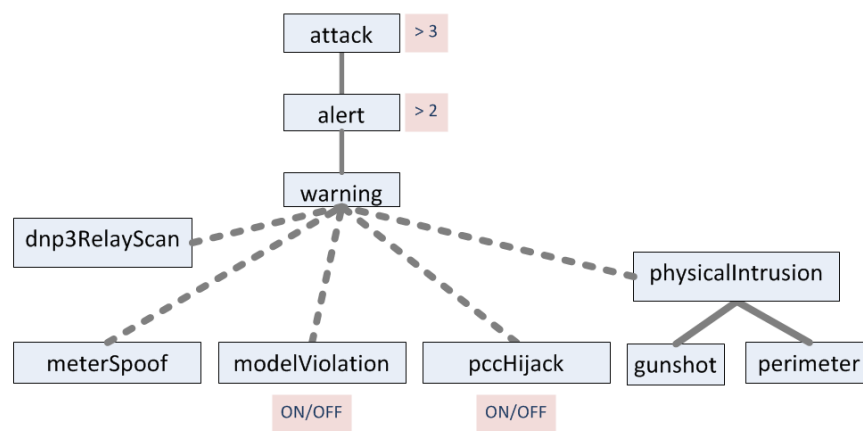 attack
> 3
alert
> 2
warning
dnp3RelayScan
physicalIntrusion
meterSpoof
modelViolation
pccHijack
gunshot
perimeter
ON/OFF
ON/OFF